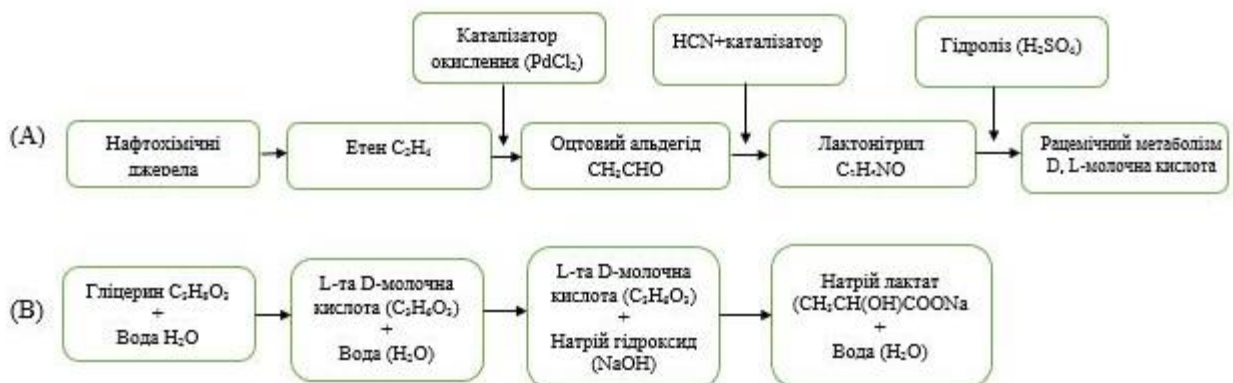 Каталізатор
окислення (PdCl₂)
HCN+каталізатор
Гідроліз (H₂SO₄)
(A)
Нафтохімічні
джерела
Етен C₂H₄
Оцтовий альдегід
CH₃CHO
Лактонітрил
C₃H₅NO
Рацемічний метаболізм
D, L-молочна кислота
(B)
Гліцерин C₃H₈O₃
+
Вода H₂O
L-та D-молочна
кислота (C₃H₆O₃)
+
Вода (H₂O)
L-та D-молочна
кислота (C₃H₆O₃)
+
Натрій гідроксид
(NaOH)
Натрій лактат
(CH₃CH(OH)COONa
+
Вода (H₂O)